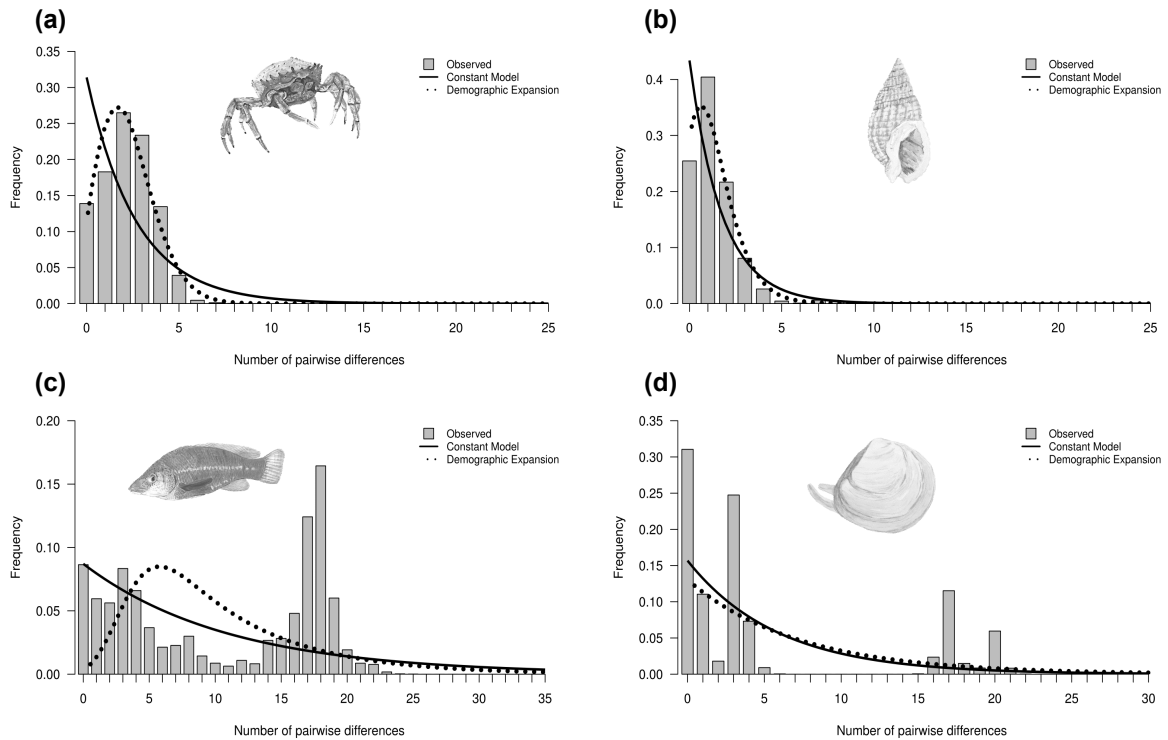 (a)
0.35
0.30
0.25
0.20
0.15
0.10
0.05
0.00
Frequency
Observed
Constant Model
Demographic Expansion
0 5 10 15 20 25
Number of pairwise differences
(b)
0.4
0.3
0.2
0.1
0.0
Frequency
Observed
Constant Model
Demographic Expansion
0 5 10 15 20 25
Number of pairwise differences
(c)
0.20
0.15
0.10
0.05
0.00
Frequency
Observed
Constant Model
Demographic Expansion
0 5 10 15 20 25 30 35
Number of pairwise differences
(d)
0.35
0.30
0.25
0.20
0.15
0.10
0.05
0.00
Frequency
Observed
Constant Model
Demographic Expansion
0 5 10 15 20 25 30
Number of pairwise differences